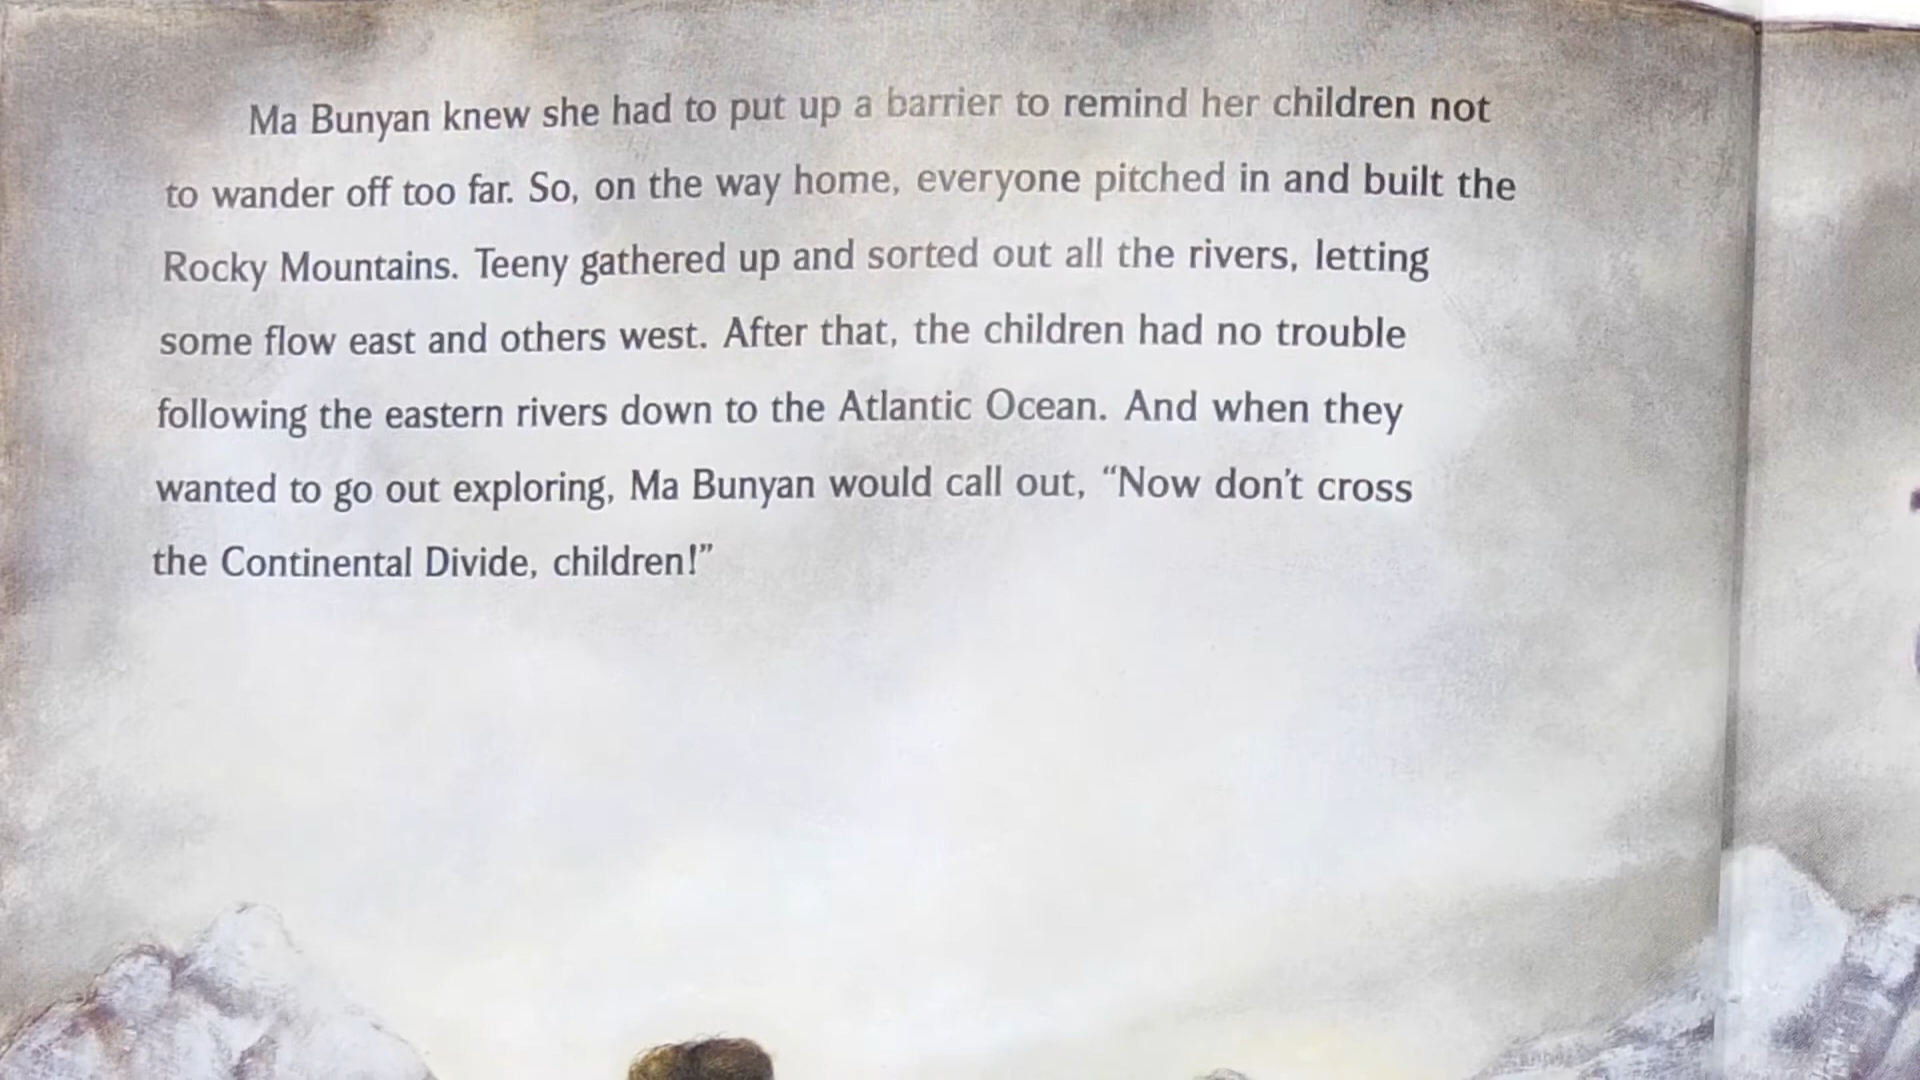 Ma Bunyan knew she had to put up a barrier to remind her children not
to wander off too far. So, on the way home, everyone pitched in and built the
Rocky Mountains. Teeny gathered up and sorted out all the rivers, letting
some flow east and others west. After that, the children had no trouble
following the eastern rivers down to the Atlantic Ocean. And when they
wanted to go out exploring, Ma Bunyan would call out, “Now don’t cross
the Continental Divide, children!”